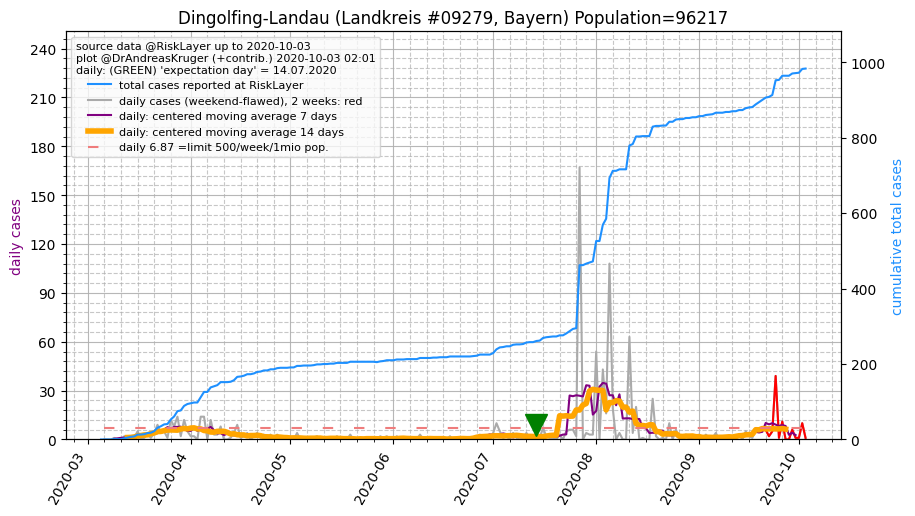 Dingolfing-Landau (Landkreis #09279, Bayern) Population=96217
source data @RiskLayer up to 2020-10-03
plot @DrAndreasKruger (+contrib.) 2020-10-03 02:01
daily: (GREEN) 'expectation day' = 14.07.2020
total cases reported at RiskLayer
daily cases (weekend-flawed), 2 weeks: red
daily: centered moving average 7 days
daily: centered moving average 14 days
daily 6.87 =limit 500/week/1mio pop.
daily cases
240
210
180
150
120
90
60
30
0
cumulative total cases
1000
800
600
400
200
0
2020-03
2020-04
2020-05
2020-06
2020-07
2020-08
2020-09
2020-10